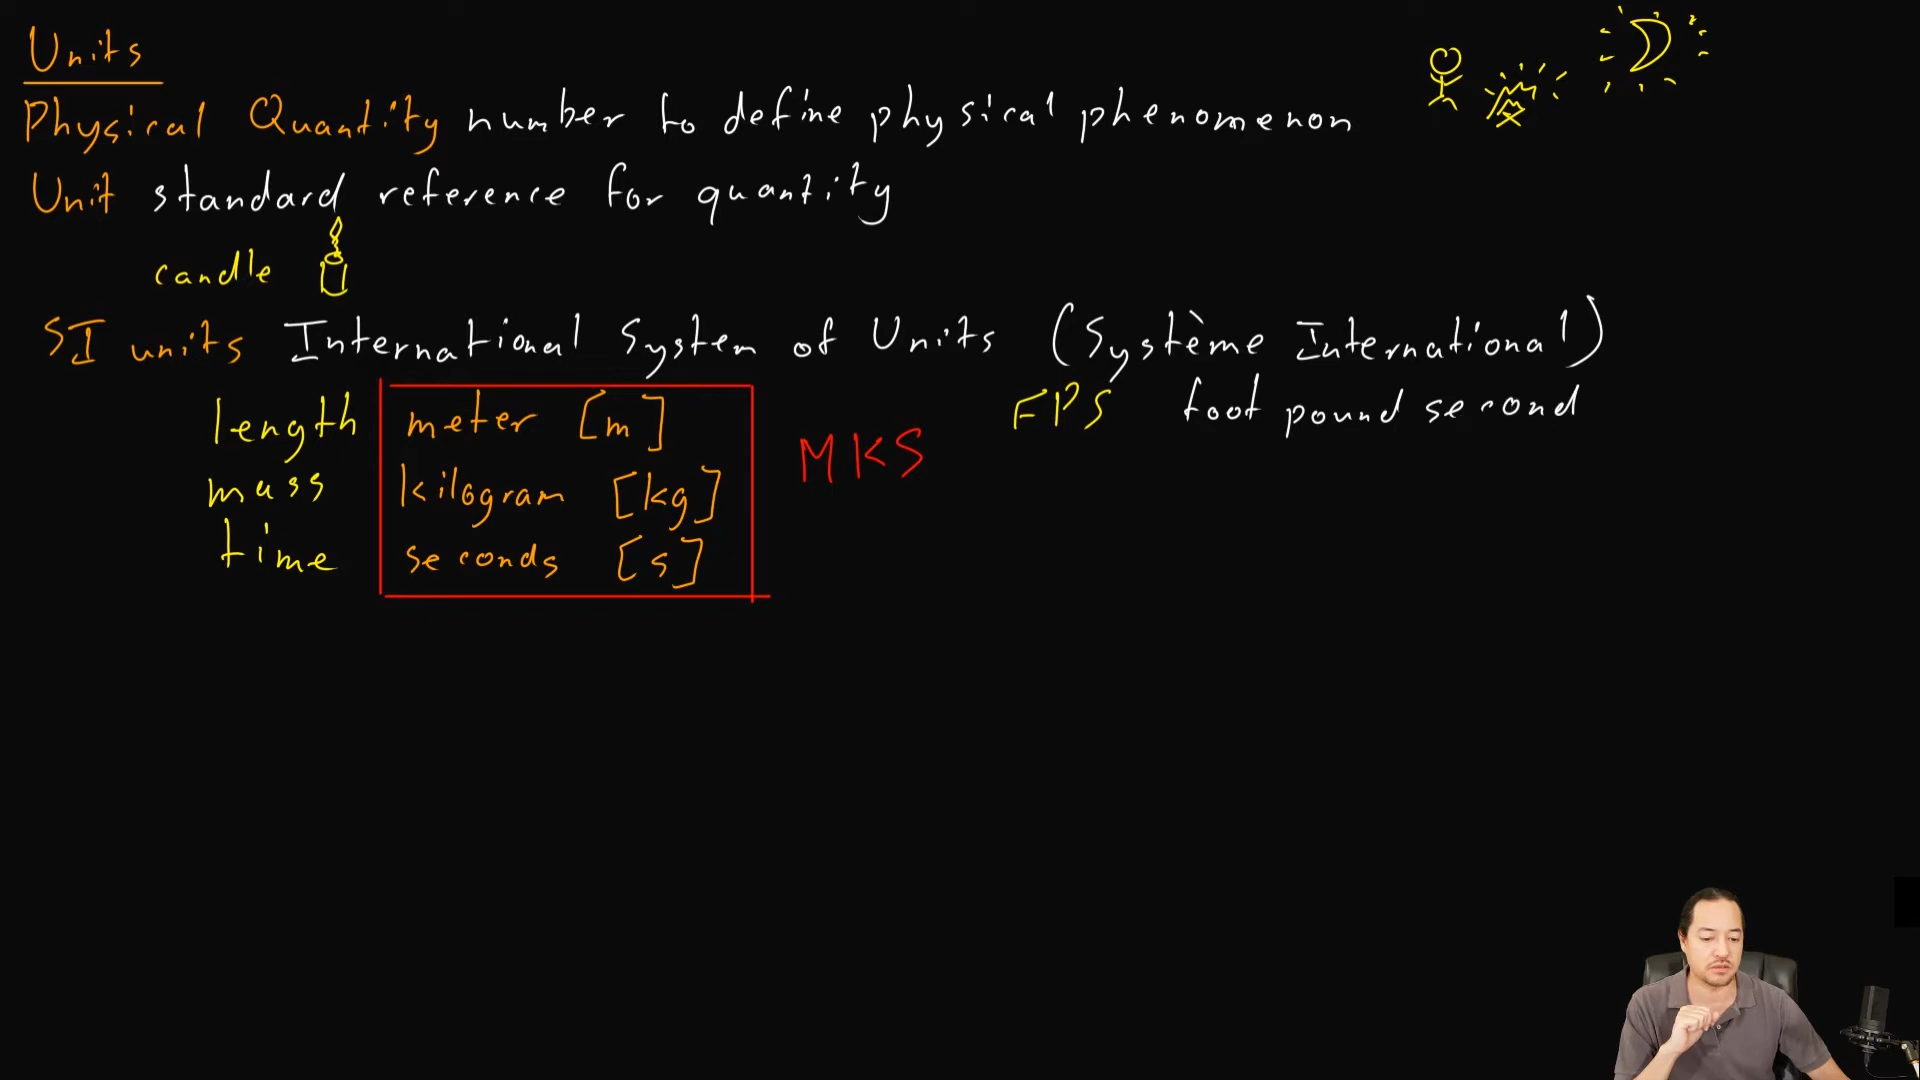 Units
Physical Quantity number to define physical phenomenon
Unit standard reference for quantity
candle
SI units International System of Units (Système International)
length meter [m] MKS FPS foot pound second
mass kilogram [kg]
time seconds [s]